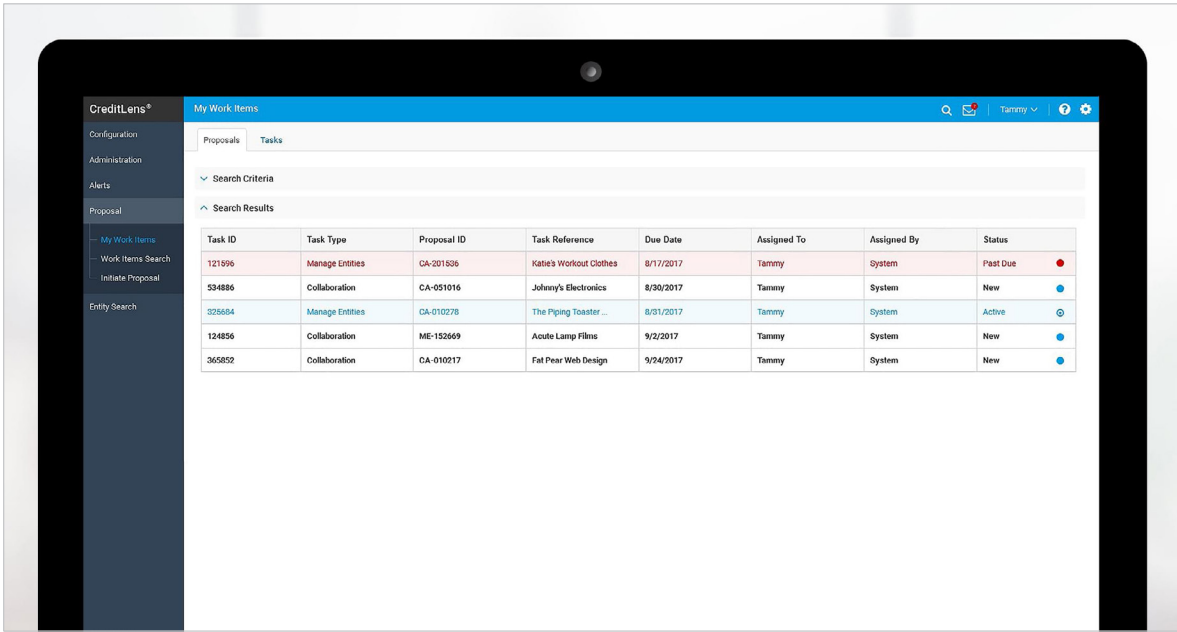 CreditLens®
My Work Items
Tammy
Configuration
Administration
Alerts
Proposal
My Work Items
Work Items Search
Initiate Proposal
Entity Search
Proposals Tasks
Search Criteria
Search Results
Task ID Task Type Proposal ID Task Reference Due Date Assigned To Assigned By Status
121596 Manage Entities CA-201536 Katie's Workout Clothes 8/17/2017 Tammy System Past Due
534886 Collaboration CA-051016 Johnny's Electronics 8/30/2017 Tammy System New
325684 Manage Entities CA-010278 The Piping Toaster ... 8/31/2017 Tammy System Active
124856 Collaboration ME-152669 Acute Lamp Films 9/2/2017 Tammy System New
365852 Collaboration CA-010217 Fat Pear Web Design 9/24/2017 Tammy System New